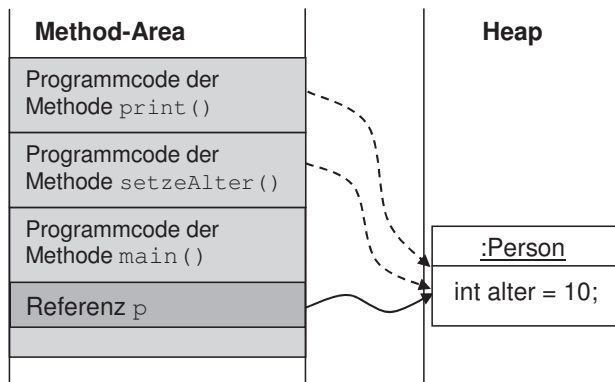 Method-Area
Heap
Programmcode der
Methode print()
Programmcode der
Methode setzeAlter()
Programmcode der
Methode main()
Referenz p
:Person
int alter = 10;